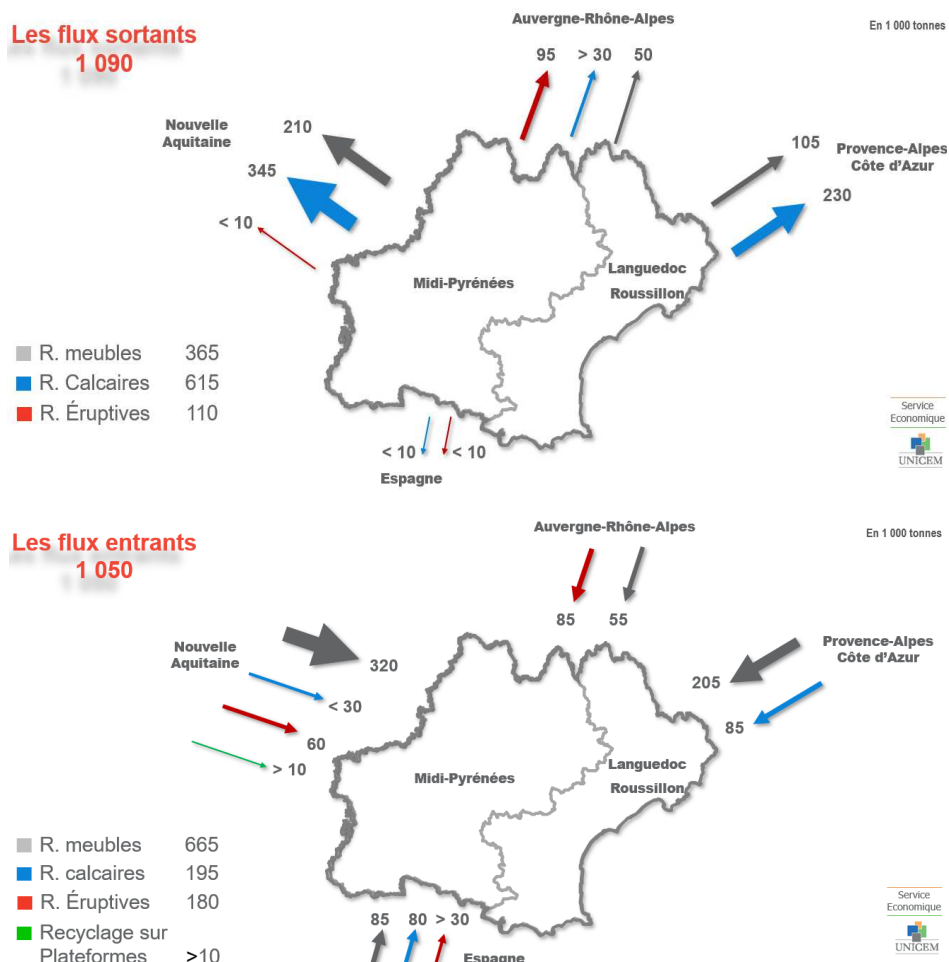 Les flux sortants
1 090
Auvergne-Rhône-Alpes
En 1 000 tonnes
95 > 30 50
Nouvelle
Aquitaine
210
345
< 10
105
Provence-Alpes
Côte d'Azur
230
Midi-Pyrénées
Languedoc
Roussillon
R. meubles 365
R. Calcaires 615
R. Éruptives 110
< 10 < 10
Espagne
Service
Economique
UNICEM
Les flux entrants
1 050
Auvergne-Rhône-Alpes
En 1 000 tonnes
85 55
Nouvelle
Aquitaine
320
< 30
60
> 10
Provence-Alpes
Côte d'Azur
205
85
Midi-Pyrénées
Languedoc
Roussillon
R. meubles 665
R. calcaires 195
R. Éruptives 180
Recyclage sur
Plateformes >10
85 80 > 30
Espagne
Service
Economique
UNICEM